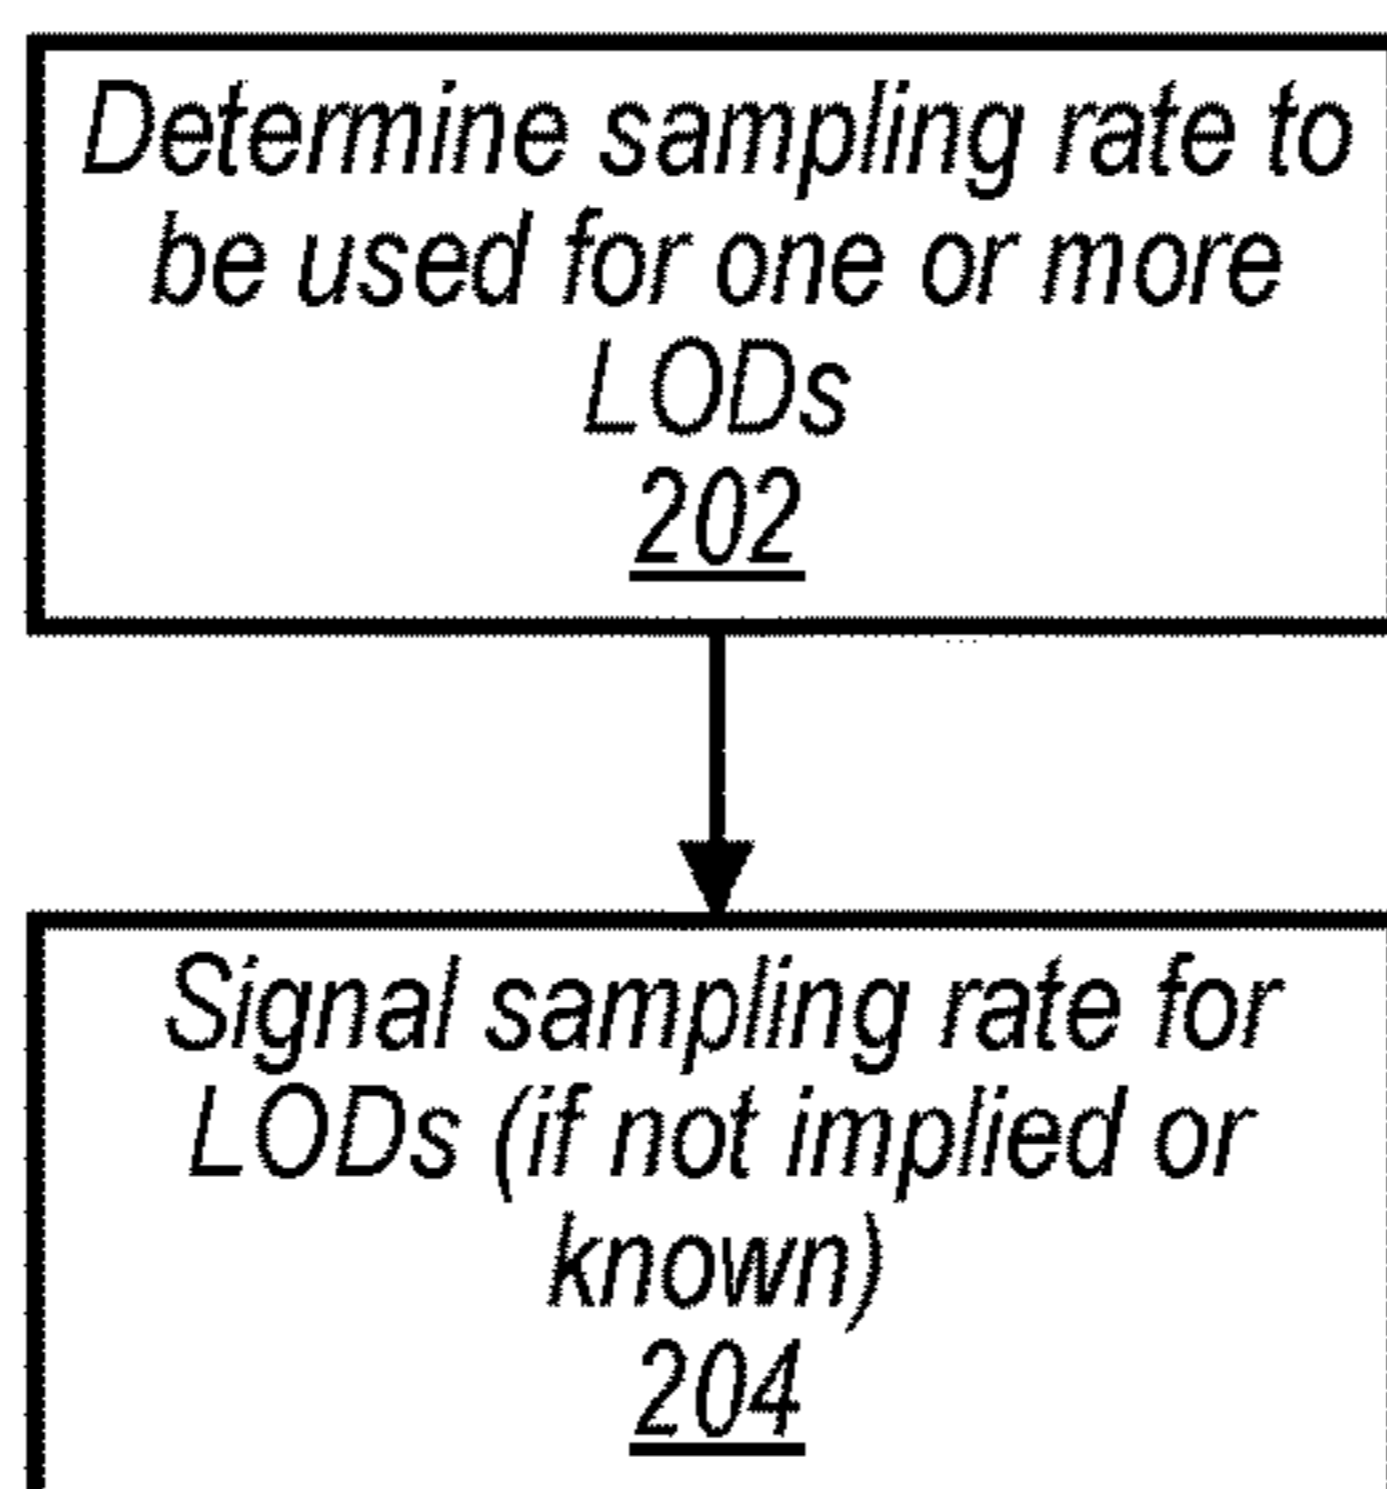 Determine sampling rate to
be used for one or more
LODs
202
Signal sampling rate for
LODs (if not implied or
known)
204